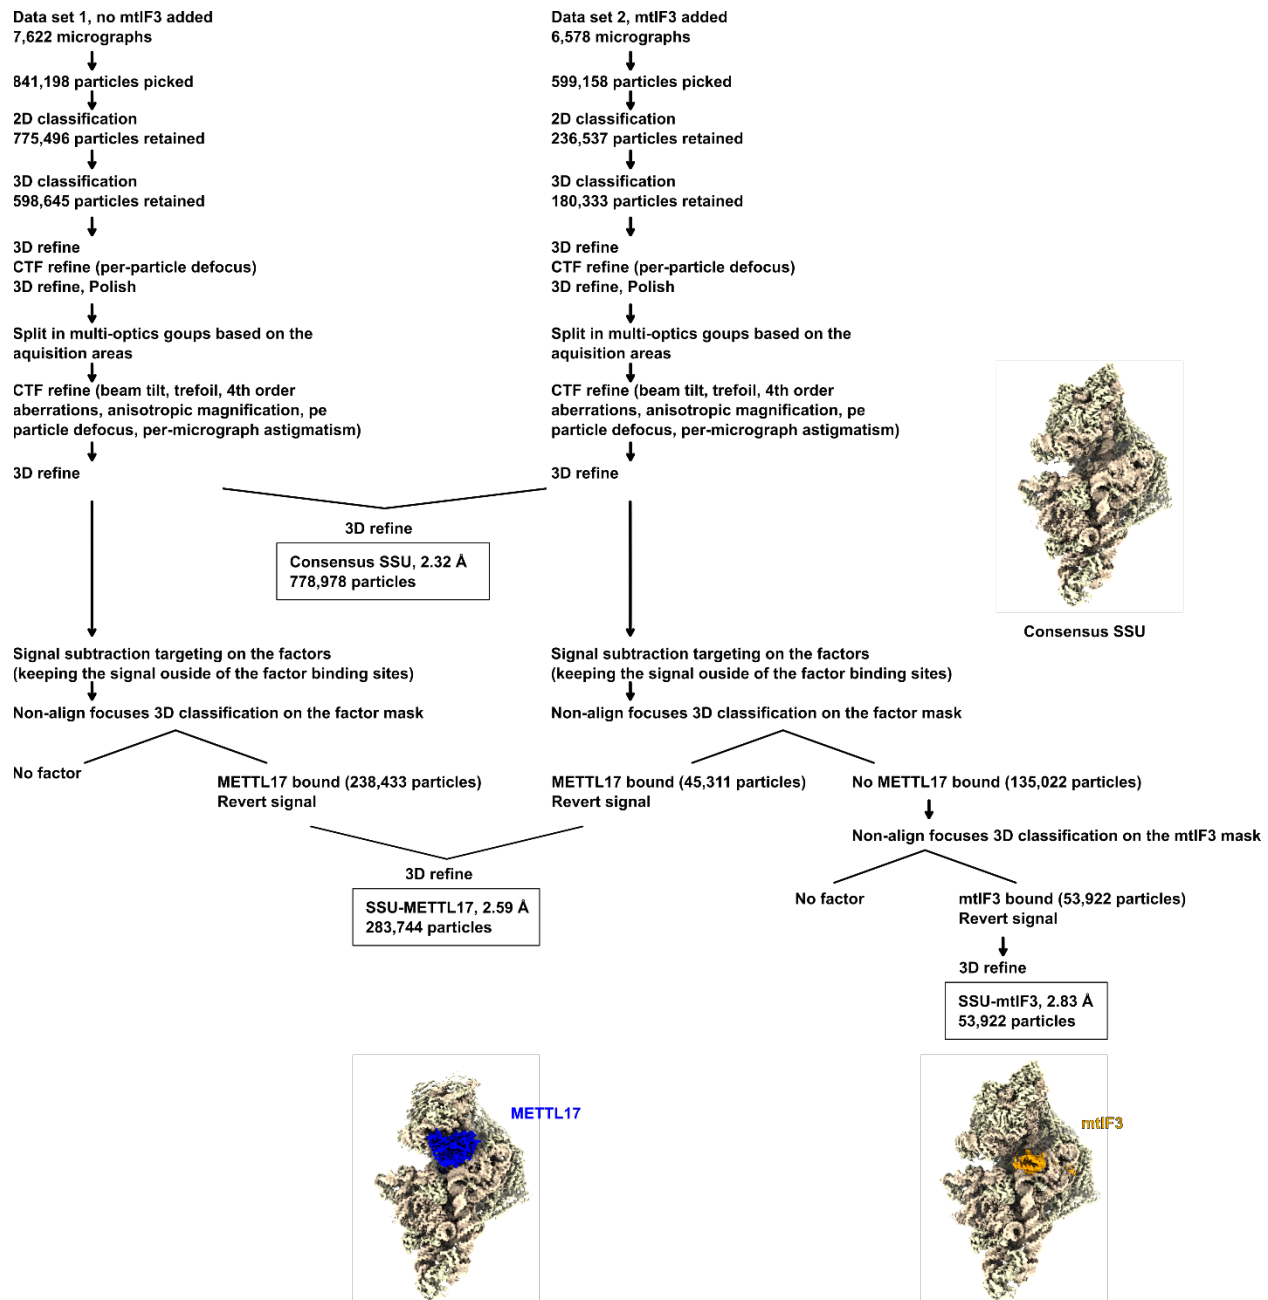 Data set 1, no mtIF3 added
7,622 micrographs
841,198 particles picked
2D classification
775,496 particles retained
3D classification
598,645 particles retained
3D refine
CTF refine (per-particle defocus)
3D refine, Polish
Split in multi-optics goups based on the
aquisition areas
CTF refine (beam tilt, trefoil, 4th order
aberrations, anisotropic magnification, pe
particle defocus, per-micrograph astigmatism)
3D refine
Data set 2, mtIF3 added
6,578 micrographs
599,158 particles picked
2D classification
236,537 particles retained
3D classification
180,333 particles retained
3D refine
CTF refine (per-particle defocus)
3D refine, Polish
Split in multi-optics goups based on the
aquisition areas
CTF refine (beam tilt, trefoil, 4th order
aberrations, anisotropic magnification, pe
particle defocus, per-micrograph astigmatism)
3D refine
3D refine
Consensus SSU, 2.32 Å
778,978 particles
Consensus SSU
Signal subtraction targeting on the factors
(keeping the signal ouside of the factor binding sites)
Non-align focuses 3D classification on the factor mask
No factor
METTL17 bound (238,433 particles)
Revert signal
Signal subtraction targeting on the factors
(keeping the signal ouside of the factor binding sites)
Non-align focuses 3D classification on the factor mask
METTL17 bound (45,311 particles)
Revert signal
No METTL17 bound (135,022 particles)
Non-align focuses 3D classification on the mtIF3 mask
3D refine
SSU-METTL17, 2.59 Å
283,744 particles
No factor
mtIF3 bound (53,922 particles)
Revert signal
3D refine
SSU-mtIF3, 2.83 Å
53,922 particles
METTL17
mtIF3